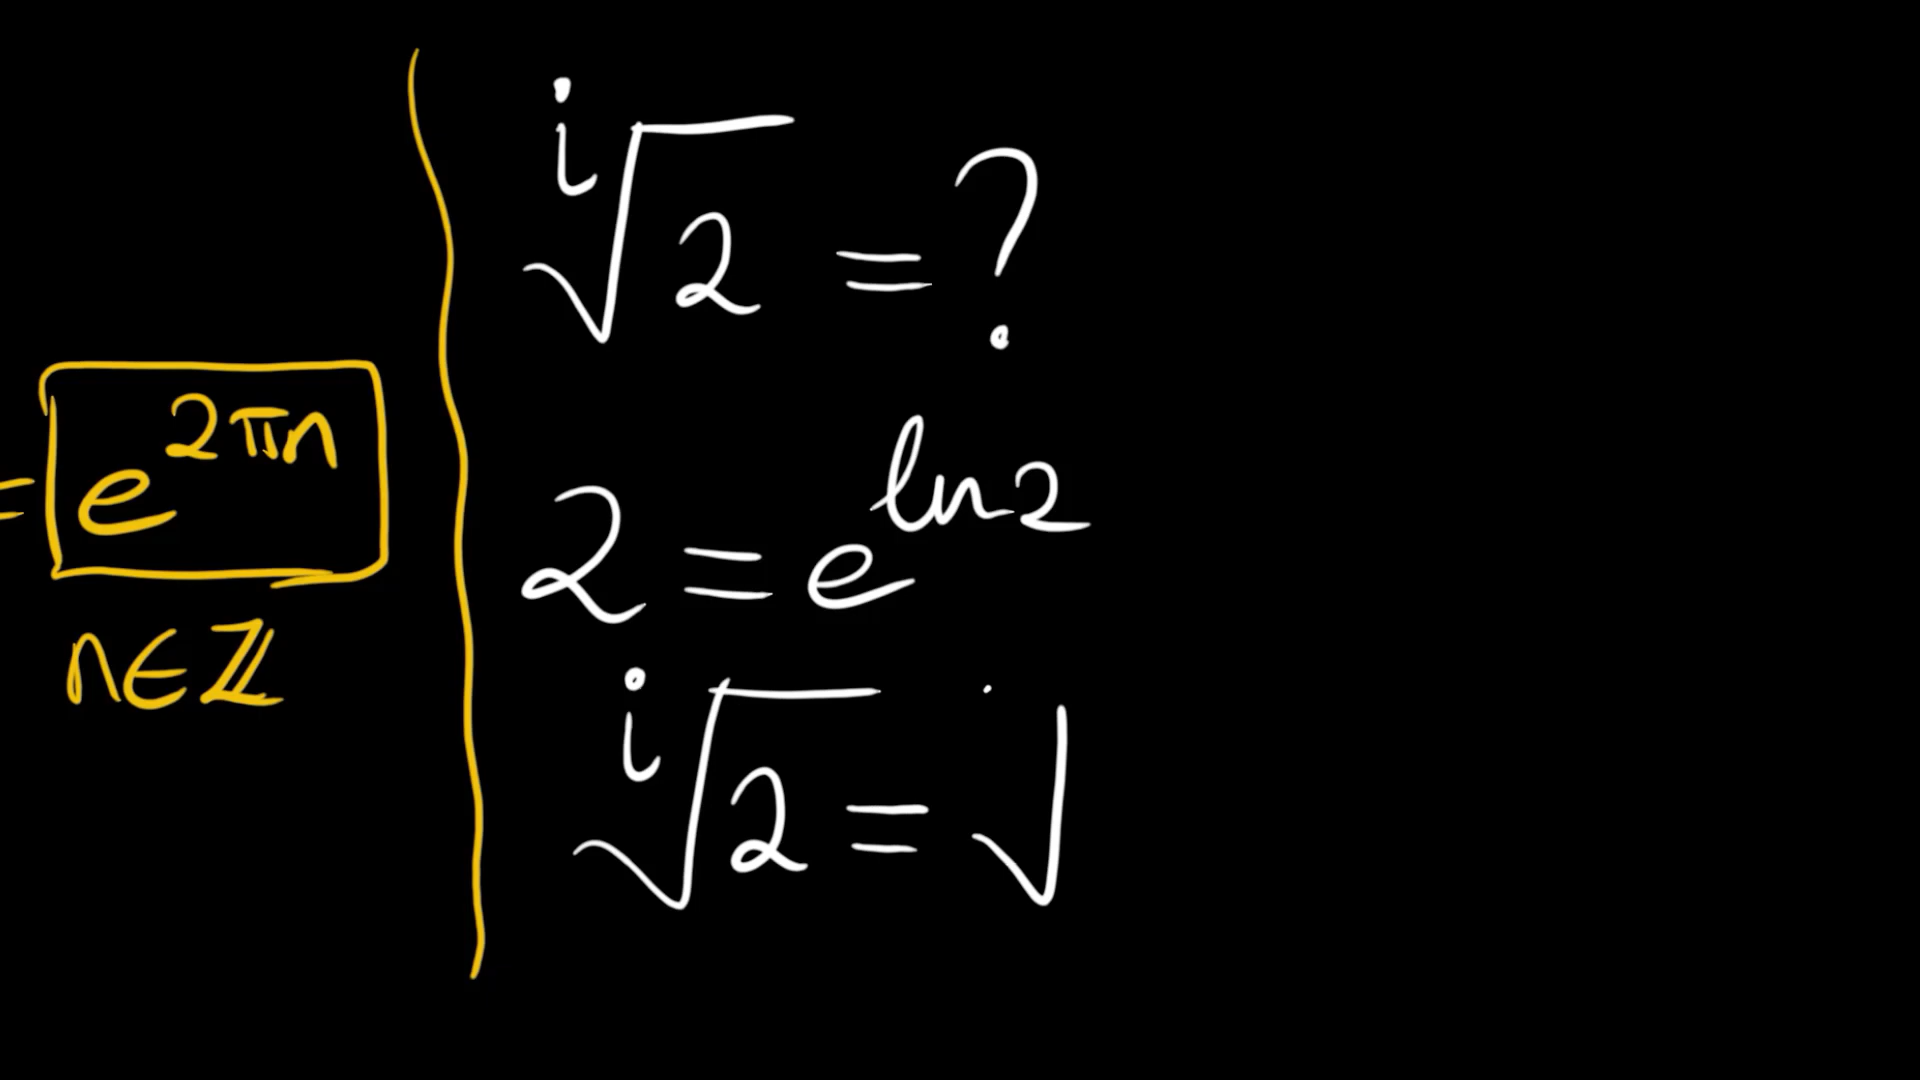 = e^{2πn}
n∈ℤ
ⁱ√2 = ?
2 = e^{ln2}
ⁱ√2 = √